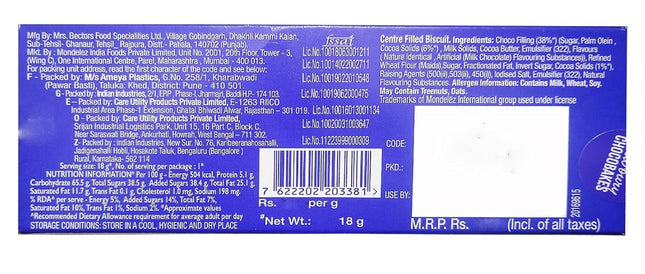 Mfg By: Mrs. Bectors Food Specialities Ltd., Village Gobindgarh, Dhakhli Kammi Kalan,
Sub-Tehsil- Ghanaur, Tehsil_ Rajpura, Distt.- Patiala, 140702 (Punjab).
Mkt. By : Mondelez India Foods Private Limited, Unit No. 2001, 20th Floor, Tower - 3,
(Wing C), One International Centre, Parel, Maharashtra, Mumbai - 400 013.
For packing unit address, read the first character of the code and see below:
F - Packed by: M/s Ameya Plastics, G.No. 258/1, Kharabwadi
(Pawar Basti), Taluka: Khed, District: Pune - 410 501.
G - Packed by: Indian Industries, 2/1, EPIP, Phase-I, Jharmajri, Baddi H.P- 174 103.
E - Packed by: Care Utility Products Private Limited, E-1263 RIICO
Industrial Area Phase-1 Extension, Ghatal Bhiwadi Alwar, Rajasthan – 301 019.
O - Packed by: Care Utility Products Private Limited,
Srijan Industrial Logistics Park, Unit 15, 16 Part C, Block C,
Near Saraswati Bridge, Ankurhati, Howrah, West Bengal – 711 302.
Z- Packed by : Indian Industries, New Sur. No. 76, Karibeeranahosahalli,
Jadigenahalli Hobli, Hosakote Taluk, Bengaluru (Bangalore)
Rural, Karnataka- 562 114
fssai
Lic.No.10018063001211
Lic.No.10014022002711
Lic.No.10019022010548
Lic.No.10019062000475
Lic.No.10016013001134
Lic.No.10020031003647
Lic.No.11223999000309
Serving size: 18 g*, No. of serving per package : 1*
NUTRITION INFORMATION* Per 100 g - Energy 504 kcal, Protein 5.1 g,
Carbohydrate 65.5 g, Total Sugars 38.5 g, Added Sugars 38.4 g, Total Fat 25.1 g,
Saturated Fat 11.7 g, Trans Fat 0.1 g, Cholesterol 1.0 mg, Sodium 198 mg.
% RDA^ per serve - Energy 5%, Added Sugars 14%, Total Fat 7%,
Saturated Fat 10%, Trans Fat 1%, Sodium 2%. *Approximate values
^Recommended Dietary Allowance requirement for average adult per day
STORAGE CONDITIONS: STORE IN A COOL, HYGIENIC AND DRY PLACE
7 622202 203381 >
Rs. per g
#Net Wt.: 18 g
Centre Filled Biscuit. Ingredients: Choco Filling (38%*) (Sugar, Palm Olein,
Cocoa Solids (6%*), Milk Solids, Cocoa Butter, Emulsifier (322), Flavours
(Natural Identical, Artificial (Milk Chocolate) Flavouring Substances)), Refined
Wheat Flour (Maida), Sugar, Fractionated Fat, Invert Sugar, Cocoa Solids (1%*),
Raising Agents (500(ii), 503(ii), 450(i)), Iodised Salt, Emulsifier (322), Natural
Flavouring Substances. Allergen Information: Contains Milk, Wheat, Soy.
May Contain Treenuts, Oats.
Trademarks of Mondelez International group used under license
CODE:
PKD.:
USE BY:
M.R.P. Rs. (Incl. of all taxes)
20169615
CHOCOBAKES